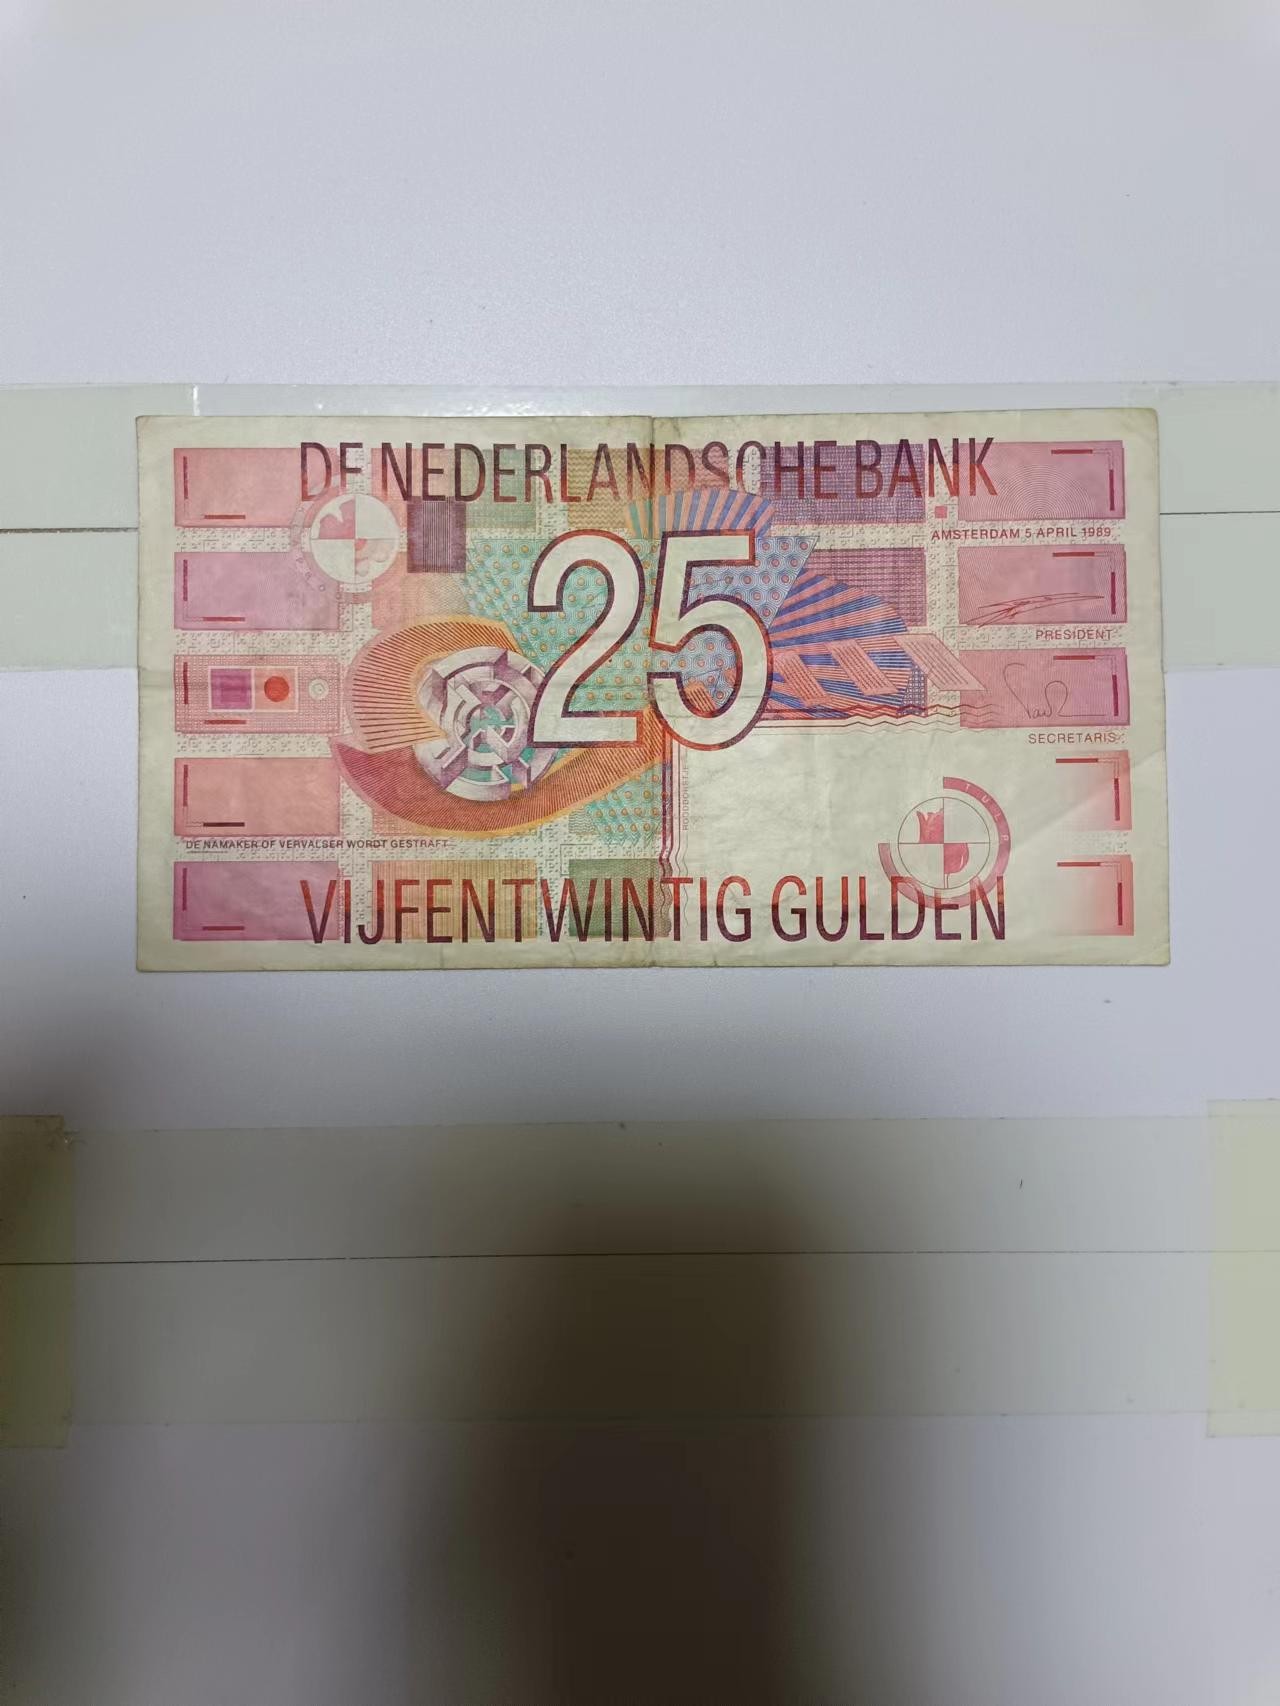 DE NEDERLANDSCHE BANK
AMSTERDAM 5 APRIL 1989
25
PRESIDENT
SECRETARIS
ROODBORSTJE
TULP
DE NAMAKER OF VERVALSER WORDT GESTRAFT
VIJFENTWINTIG GULDEN